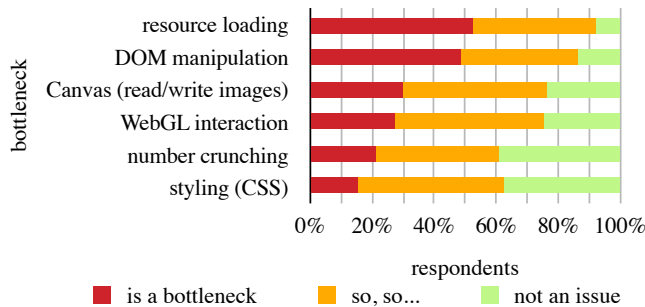 resource loading
DOM manipulation
Canvas (read/write images)
WebGL interaction
number crunching
styling (CSS)
bottleneck
0% 20% 40% 60% 80% 100%
respondents
is a bottleneck so, so... not an issue